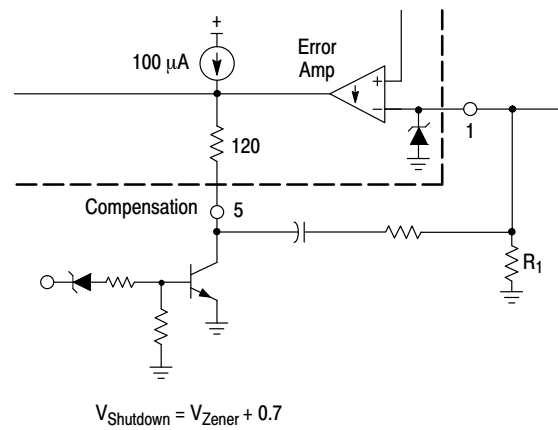 +
100 μA
Error
Amp
+
−
1
120
Compensation
5
R1
VShutdown = VZener + 0.7